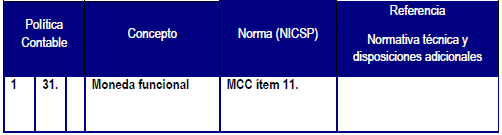 Política
Contable
Concepto
Norma (NICSP)
Referencia
Normativa técnica y
disposiciones adicionales
1 31. Moneda funcional MCC ítem 11.